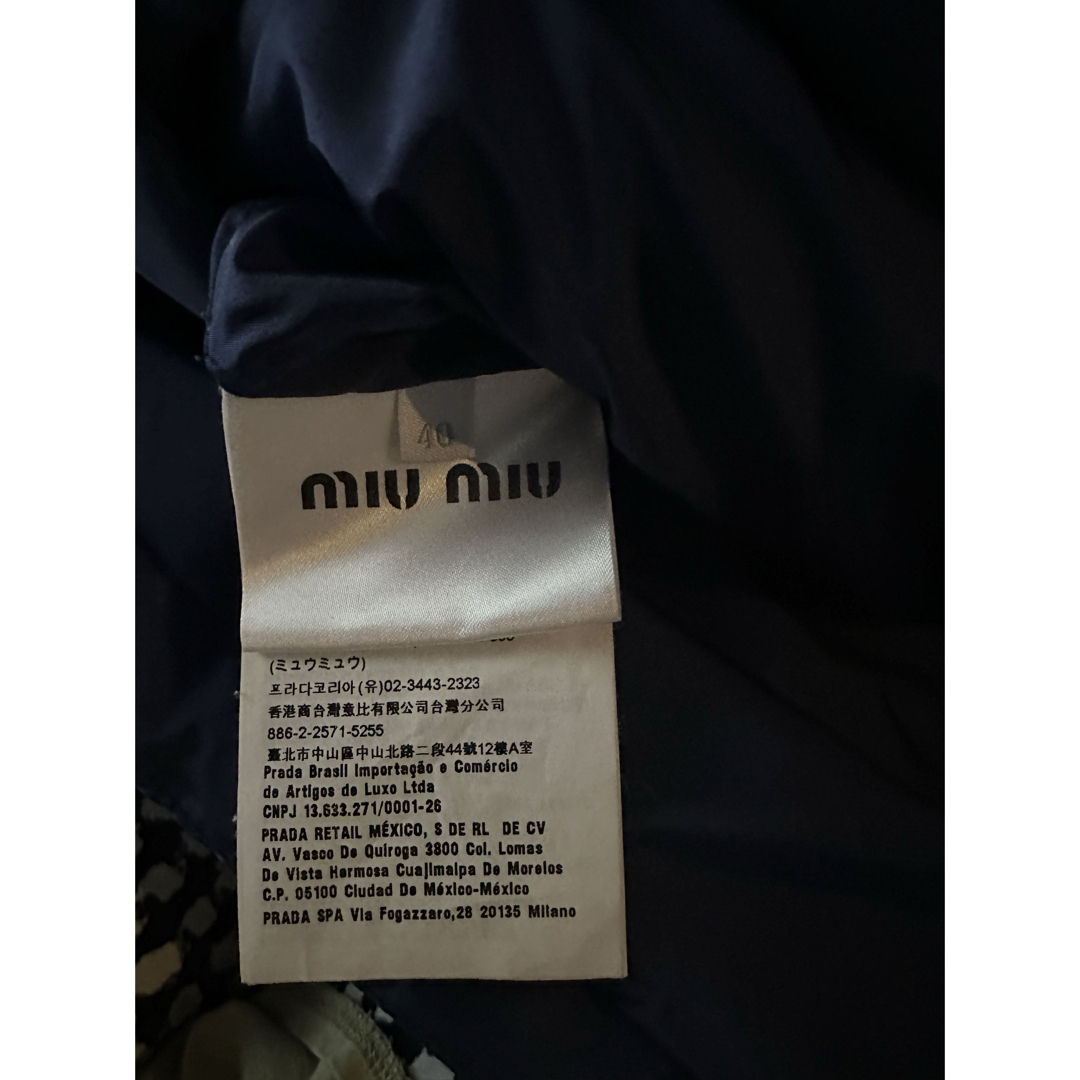 40
miu miu
(ミュウミュウ)
프라다코리아(유)02-3443-2323
香港商台灣意比有限公司台灣分公司
886-2-2571-5255
臺北市中山區中山北路二段44號12樓A室
Prada Brasil Importação e Comércio
de Artigos de Luxo Ltda
CNPJ 13.633.271/0001-26
PRADA RETAIL MÉXICO, S DE RL DE CV
AV. Vasco De Quiroga 3800 Col. Lomas
De Vista Hermosa Cuajimalpa De Morelos
C.P. 05100 Ciudad De México-México
PRADA SPA Via Fogazzaro,28 20135 Milano